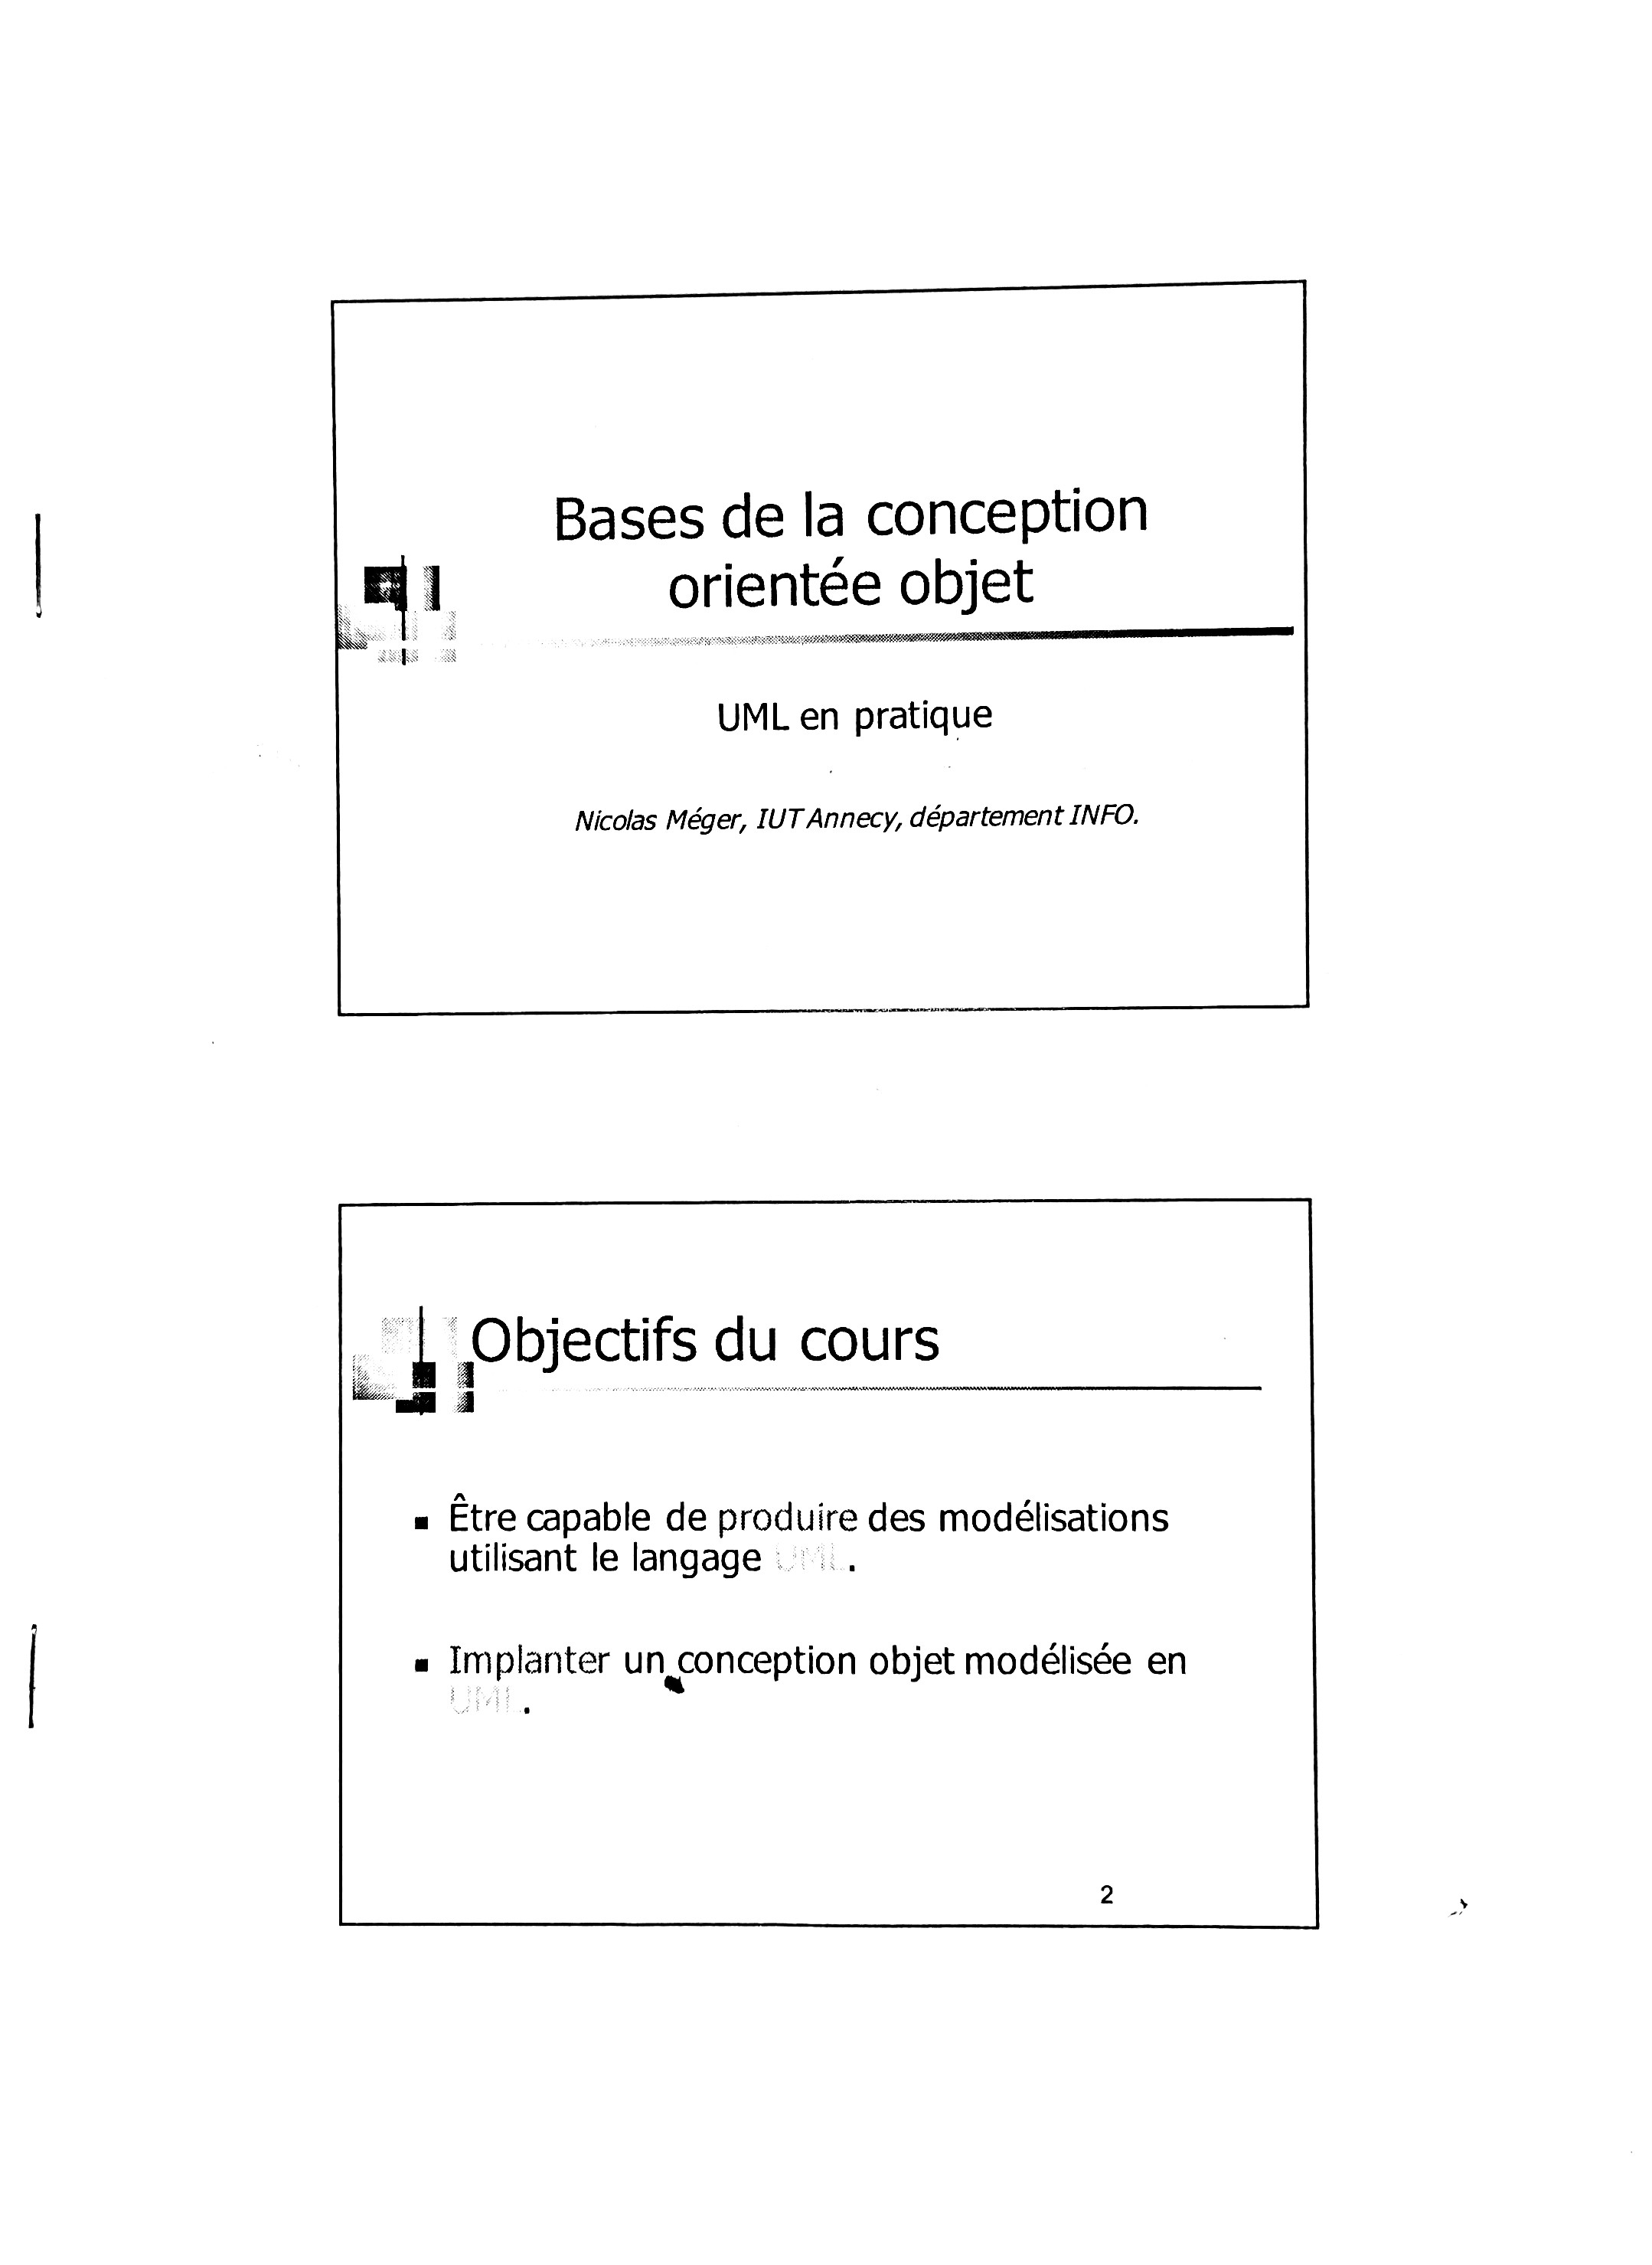 Bases de la conception
orientée objet
UML en pratique
Nicolas Méger, IUT Annecy, département INFO.
Objectifs du cours
▪ Être capable de produire des modélisations
utilisant le langage UML.
▪ Implanter un conception objet modélisée en
UML.
2